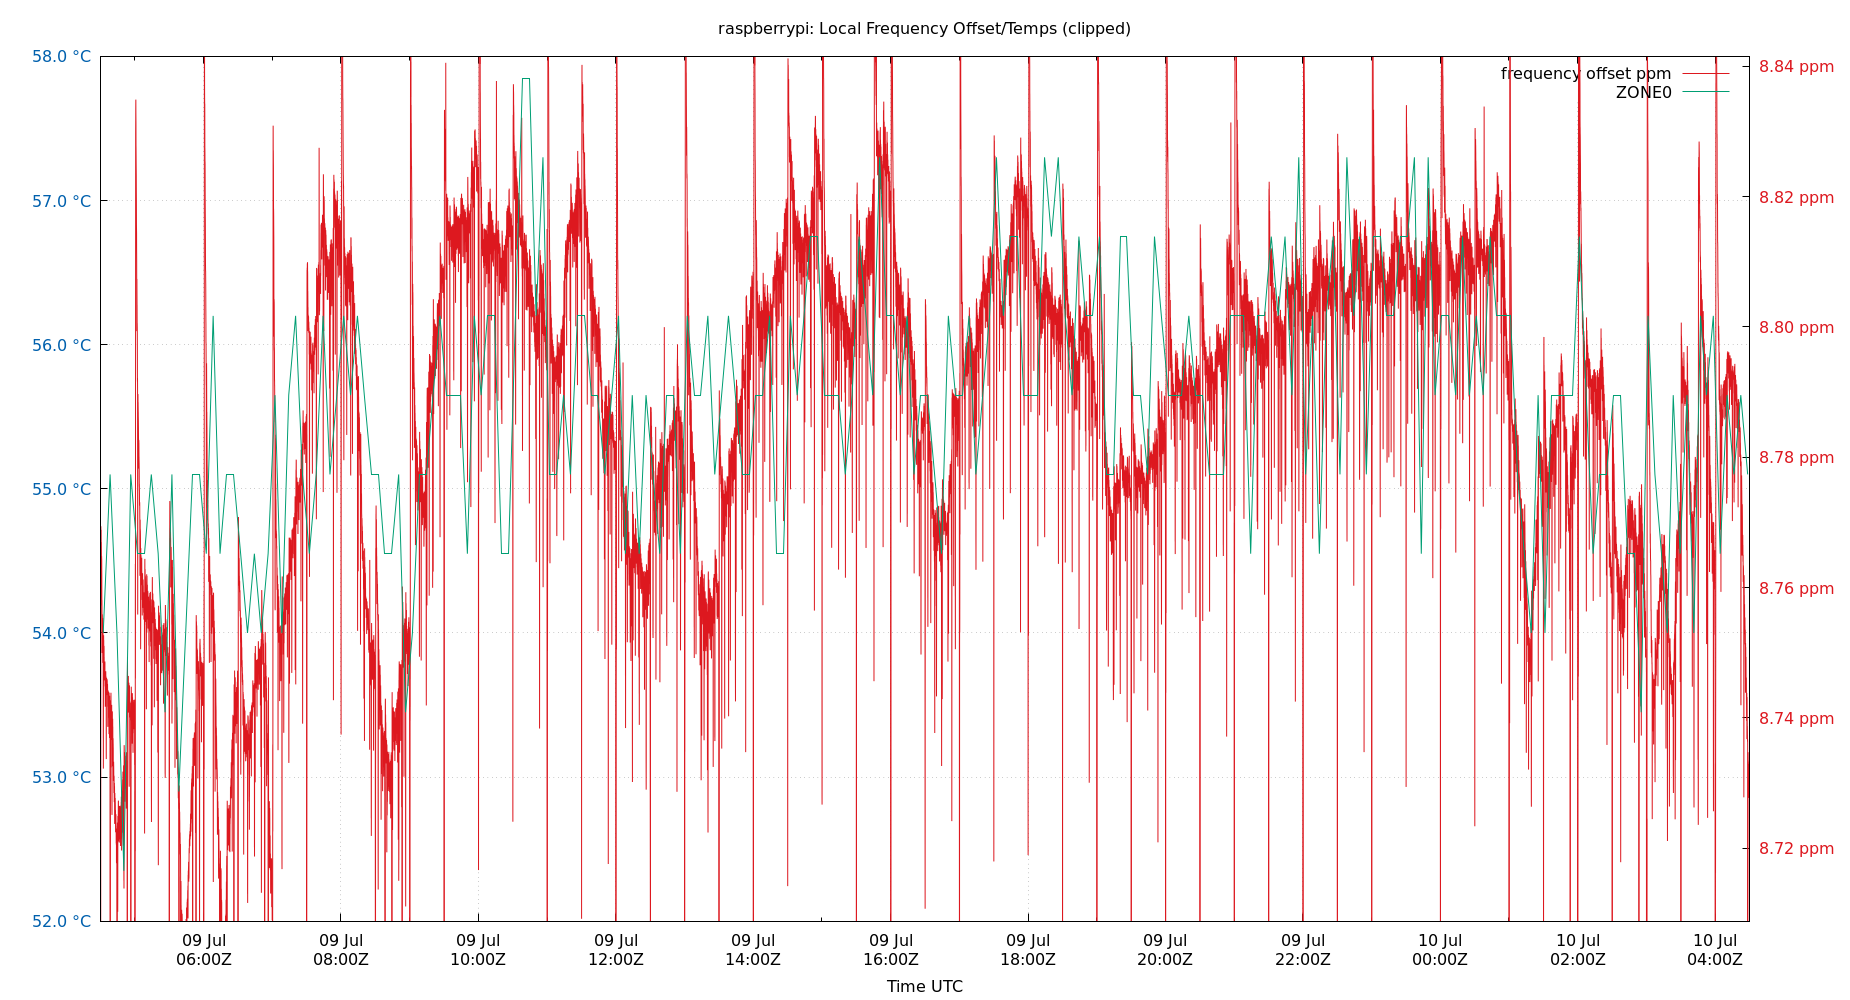 raspberrypi: Local Frequency Offset/Temps (clipped)
frequency offset ppm
ZONE0
58.0 °C
57.0 °C
56.0 °C
55.0 °C
54.0 °C
53.0 °C
52.0 °C
8.84 ppm
8.82 ppm
8.80 ppm
8.78 ppm
8.76 ppm
8.74 ppm
8.72 ppm
09 Jul
06:00Z
09 Jul
08:00Z
09 Jul
10:00Z
09 Jul
12:00Z
09 Jul
14:00Z
09 Jul
16:00Z
09 Jul
18:00Z
09 Jul
20:00Z
09 Jul
22:00Z
10 Jul
00:00Z
10 Jul
02:00Z
10 Jul
04:00Z
Time UTC